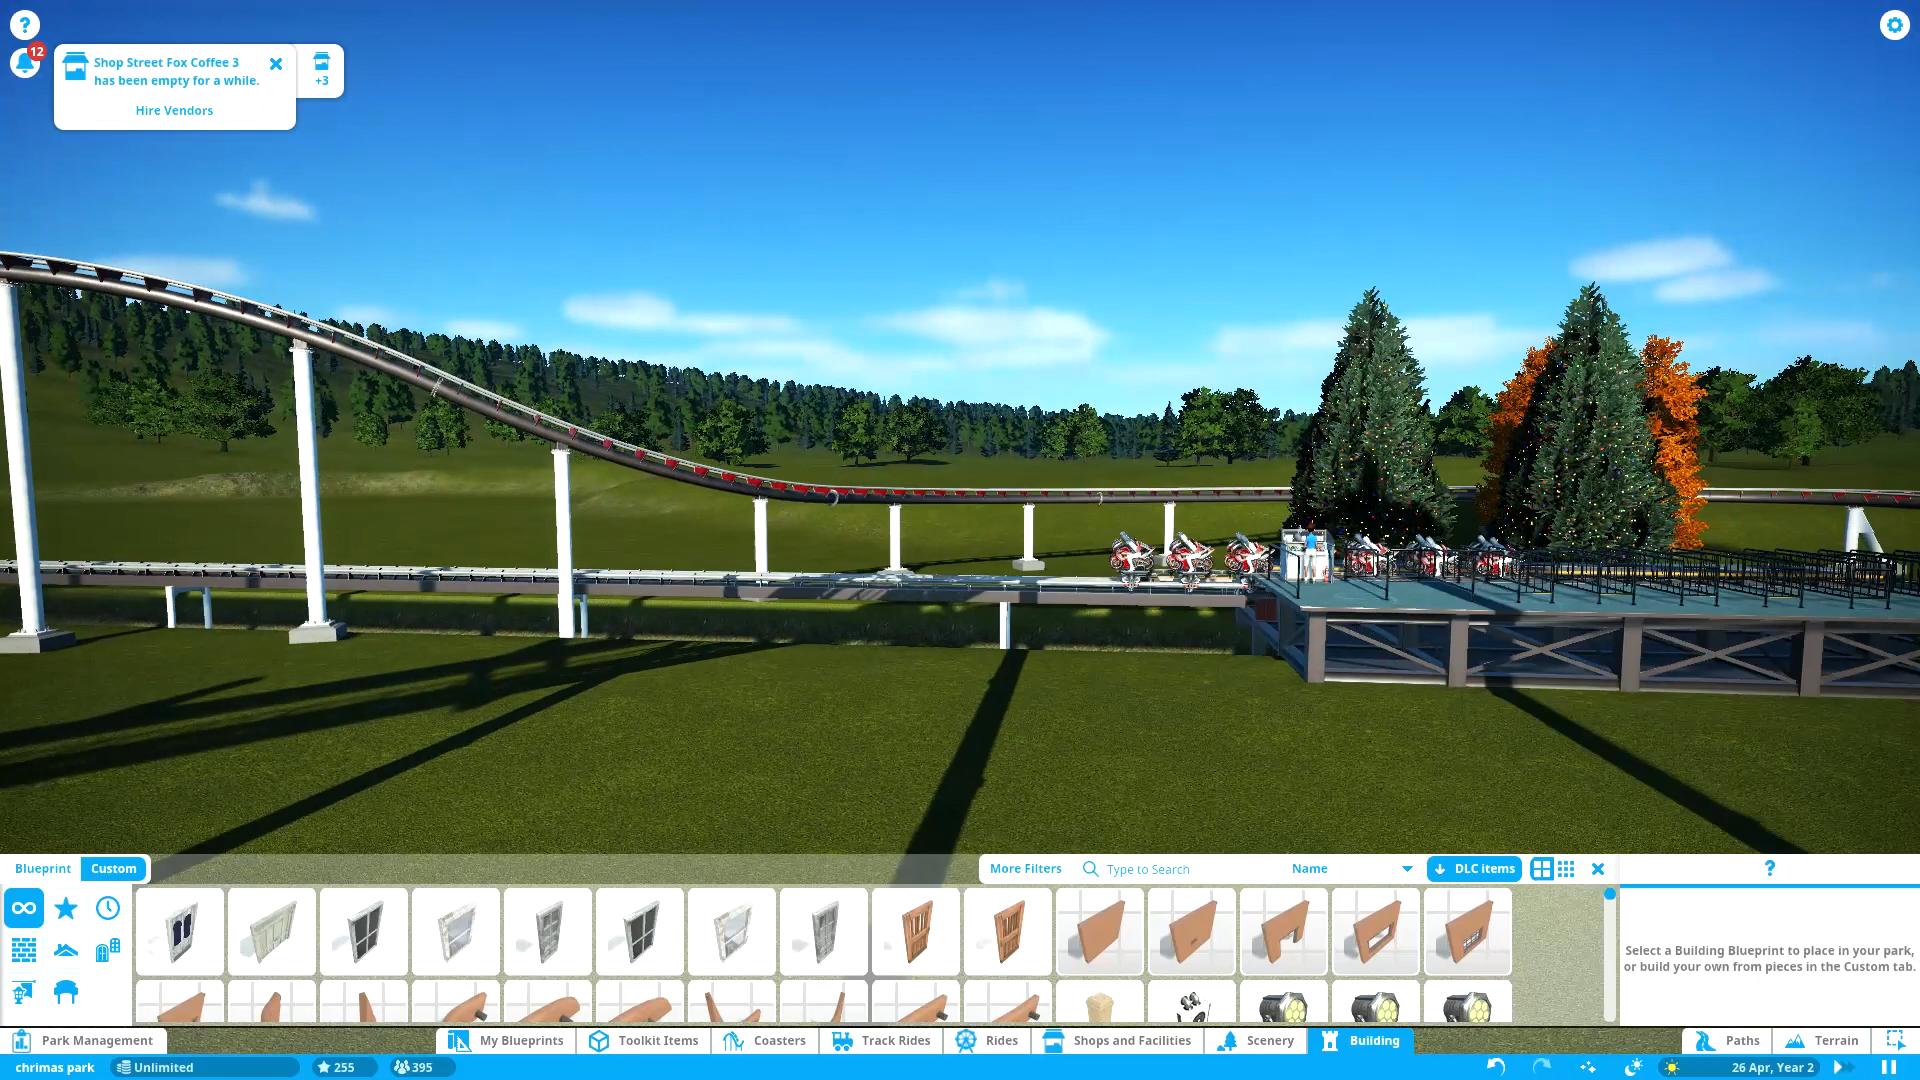 ?
12
Shop Street Fox Coffee 3
has been empty for a while.
Hire Vendors
+3
Blueprint
Custom
More Filters
Type to Search
Name
DLC items
?
Select a Building Blueprint to place in your park,
or build your own from pieces in the Custom tab.
Park Management
My Blueprints
Toolkit Items
Coasters
Track Rides
Rides
Shops and Facilities
Scenery
Building
Paths
Terrain
chrimas park
Unlimited
255
395
26 Apr, Year 2